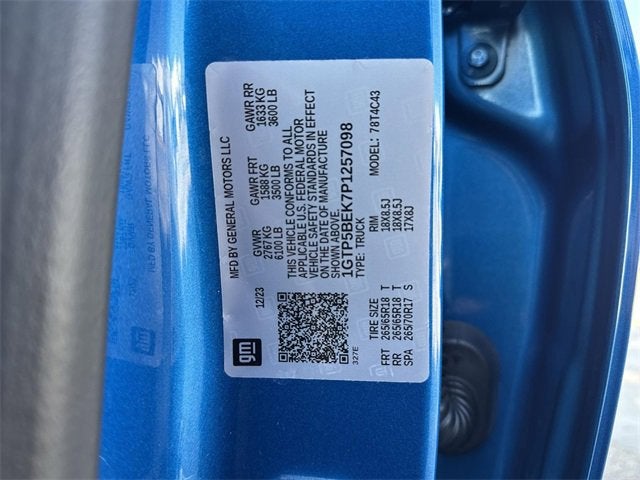 MFD BY GENERAL MOTORS LLC
12/23
GVWR GAWR FRT GAWR RR
2767 KG 1588 KG 1633 KG
6100 LB 3500 LB 3600 LB
THIS VEHICLE CONFORMS TO ALL
APPLICABLE U.S. FEDERAL MOTOR
VEHICLE SAFETY STANDARDS IN EFFECT
ON THE DATE OF MANUFACTURE
SHOWN ABOVE.
1GTP5BEK7P1257098
TYPE: TRUCK MODEL: 78T4C43
gm
327E
TIRE SIZE RIM
FRT 265/65R18 T 18X8.5J
RR 265/65R18 T 18X8.5J
SPA 265/70R17 S 17X8J